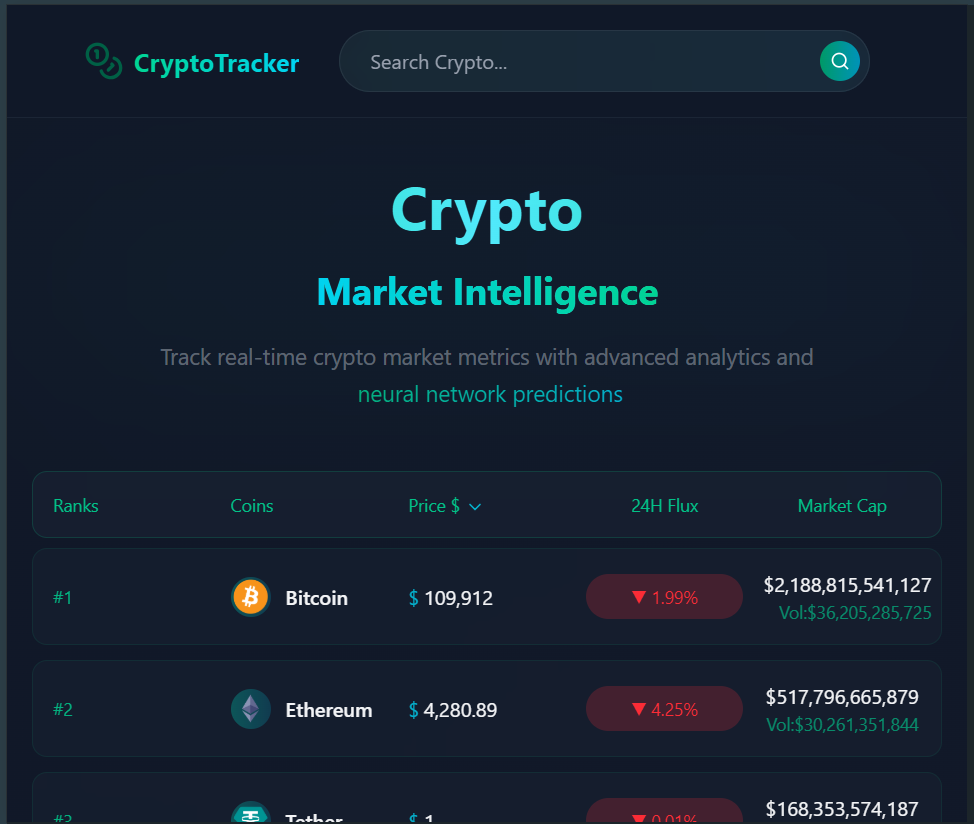 CryptoTracker
Search Crypto...
Crypto
Market Intelligence
Track real-time crypto market metrics with advanced analytics and
neural network predictions
Ranks Coins Price $ 24H Flux Market Cap
#1 Bitcoin $ 109,912 ▼ 1.99% $2,188,815,541,127
Vol:$36,205,285,725
#2 Ethereum $ 4,280.89 ▼ 4.25% $517,796,665,879
Vol:$30,261,351,844
#3 Tether $ 1 ▼ 0.01% $168,353,574,187